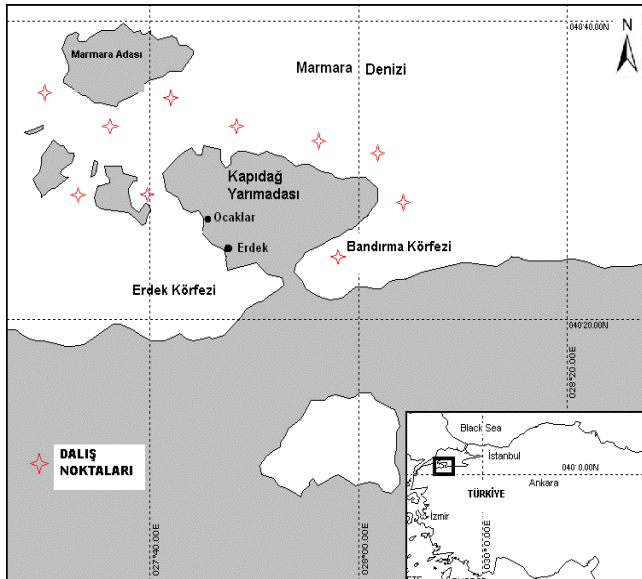 040'40.00N
Marmara Adası
Marmara Denizi
N
Kapıdağ
Yarımadası
Ocaklar
Erdek
Bandırma Körfezi
Erdek Körfezi
040'20.00N
028'20.00E
DALIŞ
NOKTALARI
027'40.00E
028'00.00E
Black Sea
İstanbul
040' 0.00N
Ankara
TÜRKİYE
İzmir
030'0.00E